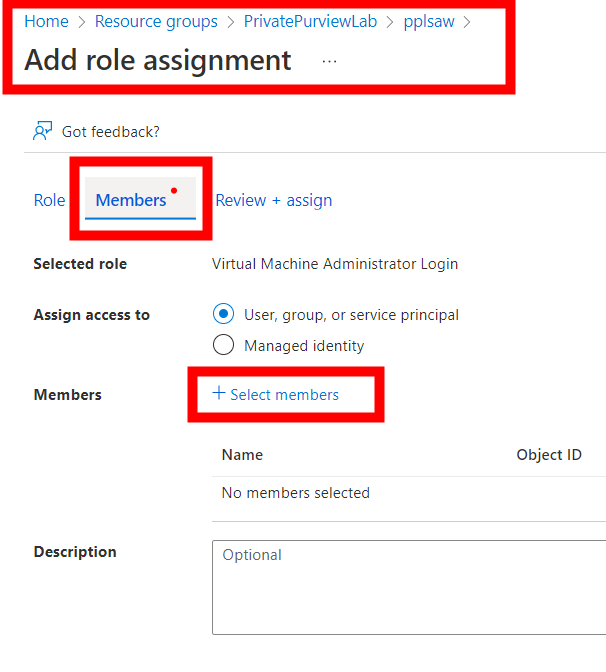 Home > Resource groups > PrivatePurviewLab > pplsaw >
Add role assignment ...
Got feedback?
Role Members Review + assign
Selected role Virtual Machine Administrator Login
Assign access to User, group, or service principal
Managed identity
Members + Select members
Name Object ID
No members selected
Description Optional